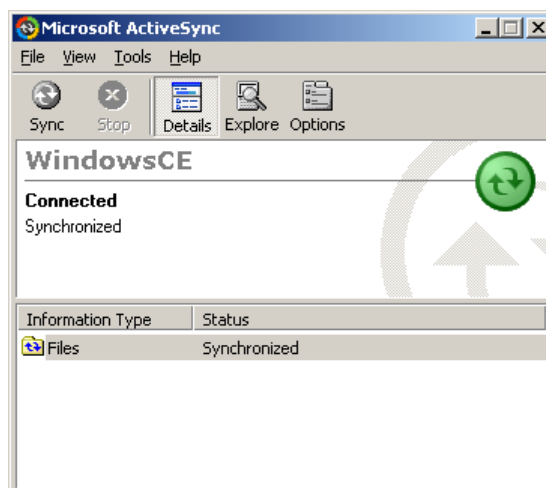 Microsoft ActiveSync
File View Tools Help
Sync Stop Details Explore Options
WindowsCE
Connected
Synchronized
Information Type Status
Files Synchronized